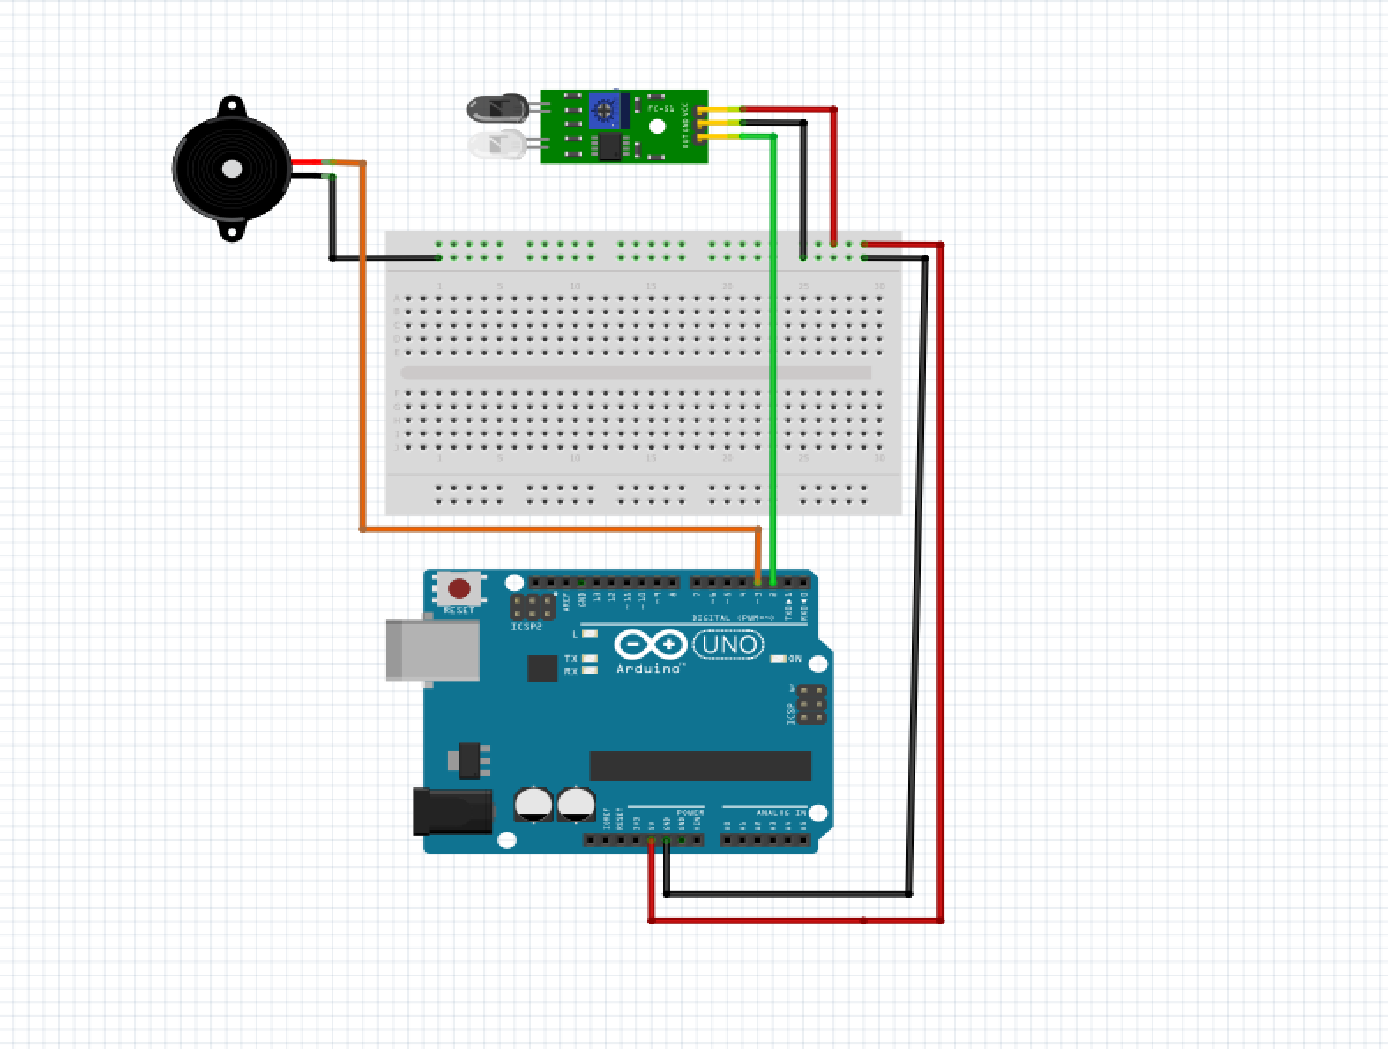 FC-51
VCC
GND
OUT
1 5 10 15 20 25 30
A
B
C
D
E
F
G
H
I
J
1 5 10 15 20 25 30
RESET
ICSP2
AREF
GND
13
12
~11
~10
~9
8
7
~6
~5
4
~3
2
TX0▸1
RX0◂0
DIGITAL (PWM~)
L
TX
RX
UNO
Arduino™
ON
ICSP
POWER
ANALOG IN
IOREF
RESET
3V3
5V
GND
GND
VIN
A0
A1
A2
A3
A4
A5